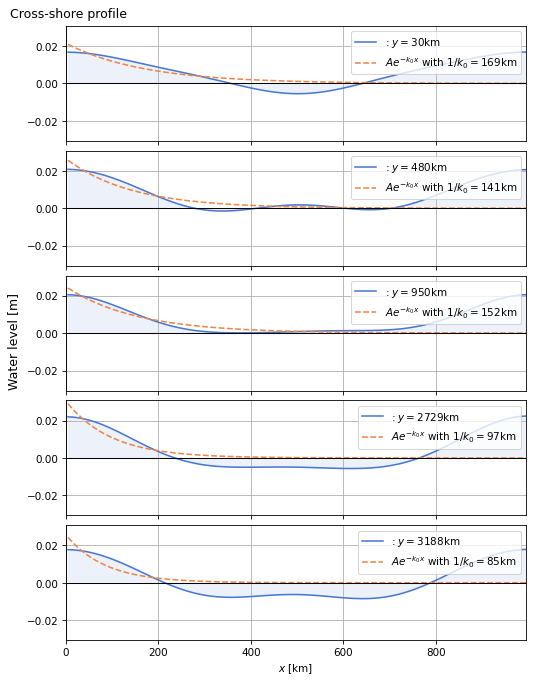 Cross-shore profile
0.02
0.00
−0.02
: y = 30km
Ae^{−k₀x} with 1/k₀ = 169km
0.02
0.00
−0.02
: y = 480km
Ae^{−k₀x} with 1/k₀ = 141km
Water level [m]
0.02
0.00
−0.02
: y = 950km
Ae^{−k₀x} with 1/k₀ = 152km
0.02
0.00
−0.02
: y = 2729km
Ae^{−k₀x} with 1/k₀ = 97km
0.02
0.00
−0.02
: y = 3188km
Ae^{−k₀x} with 1/k₀ = 85km
0 200 400 600 800
x [km]